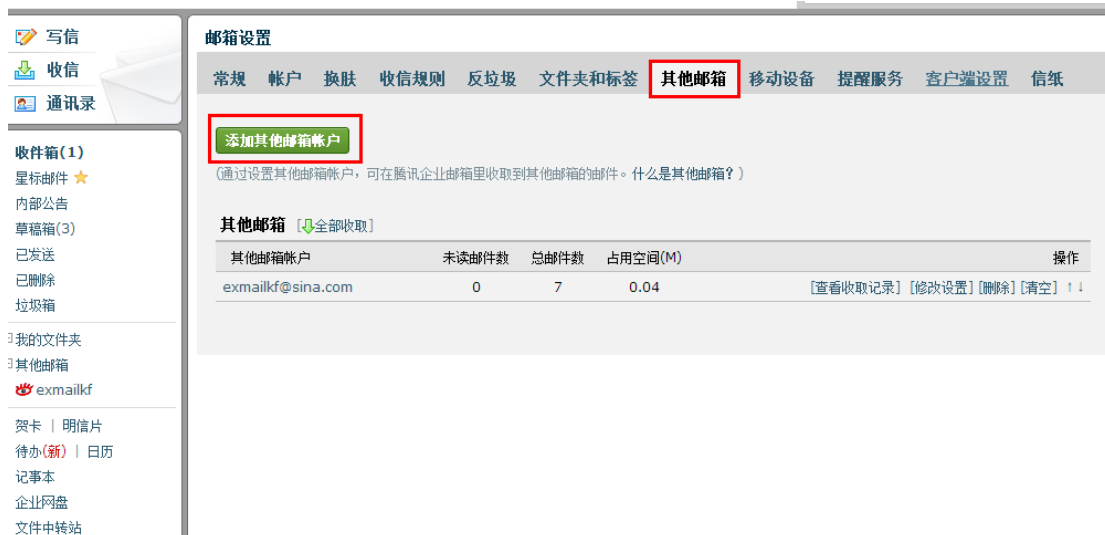 写信
收信
通讯录
收件箱(1)
星标邮件
内部公告
草稿箱(3)
已发送
已删除
垃圾箱
我的文件夹
其他邮箱
exmailkf
贺卡 | 明信片
待办(新) | 日历
记事本
企业网盘
文件中转站
邮箱设置
常规 帐户 换肤 收信规则 反垃圾 文件夹和标签 其他邮箱 移动设备 提醒服务 客户端设置 信纸
添加其他邮箱帐户
(通过设置其他邮箱帐户，可在腾讯企业邮箱里收取到其他邮箱的邮件。什么是其他邮箱? )
其他邮箱 [全部收取]
其他邮箱帐户 未读邮件数 总邮件数 占用空间(M) 操作
exmailkf@sina.com 0 7 0.04 [查看收取记录] [修改设置] [删除] [清空] ↑↓